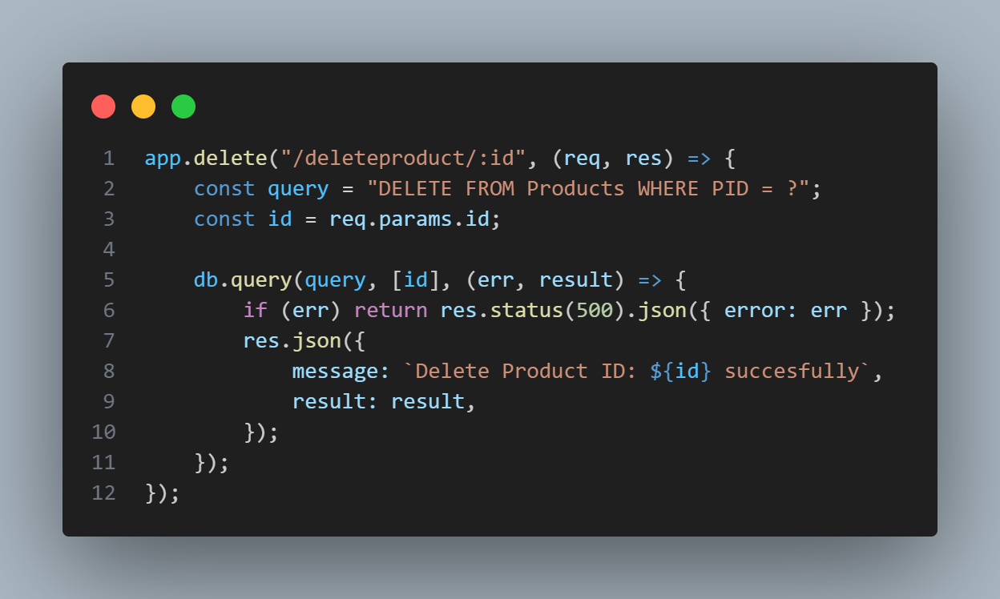 1 app.delete("/deleteproduct/:id", (req, res) => {
2     const query = "DELETE FROM Products WHERE PID = ?";
3     const id = req.params.id;
4
5     db.query(query, [id], (err, result) => {
6         if (err) return res.status(500).json({ error: err });
7         res.json({
8             message: `Delete Product ID: ${id} succesfully`,
9             result: result,
10         });
11     });
12 });